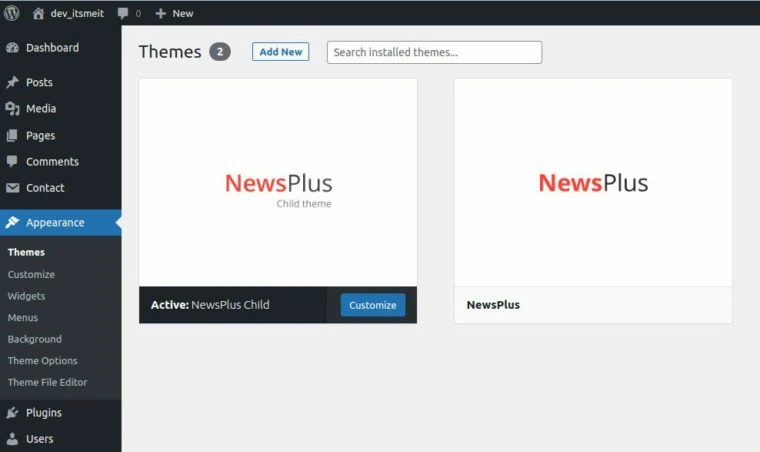 dev_itsmeit
0
New
Dashboard
Posts
Media
Pages
Comments
Contact
Appearance
Themes
Customize
Widgets
Menus
Background
Theme Options
Theme File Editor
Plugins
Users
Themes 2 Add New Search installed themes...
NewsPlus
Child theme
Active: NewsPlus Child Customize
NewsPlus
NewsPlus